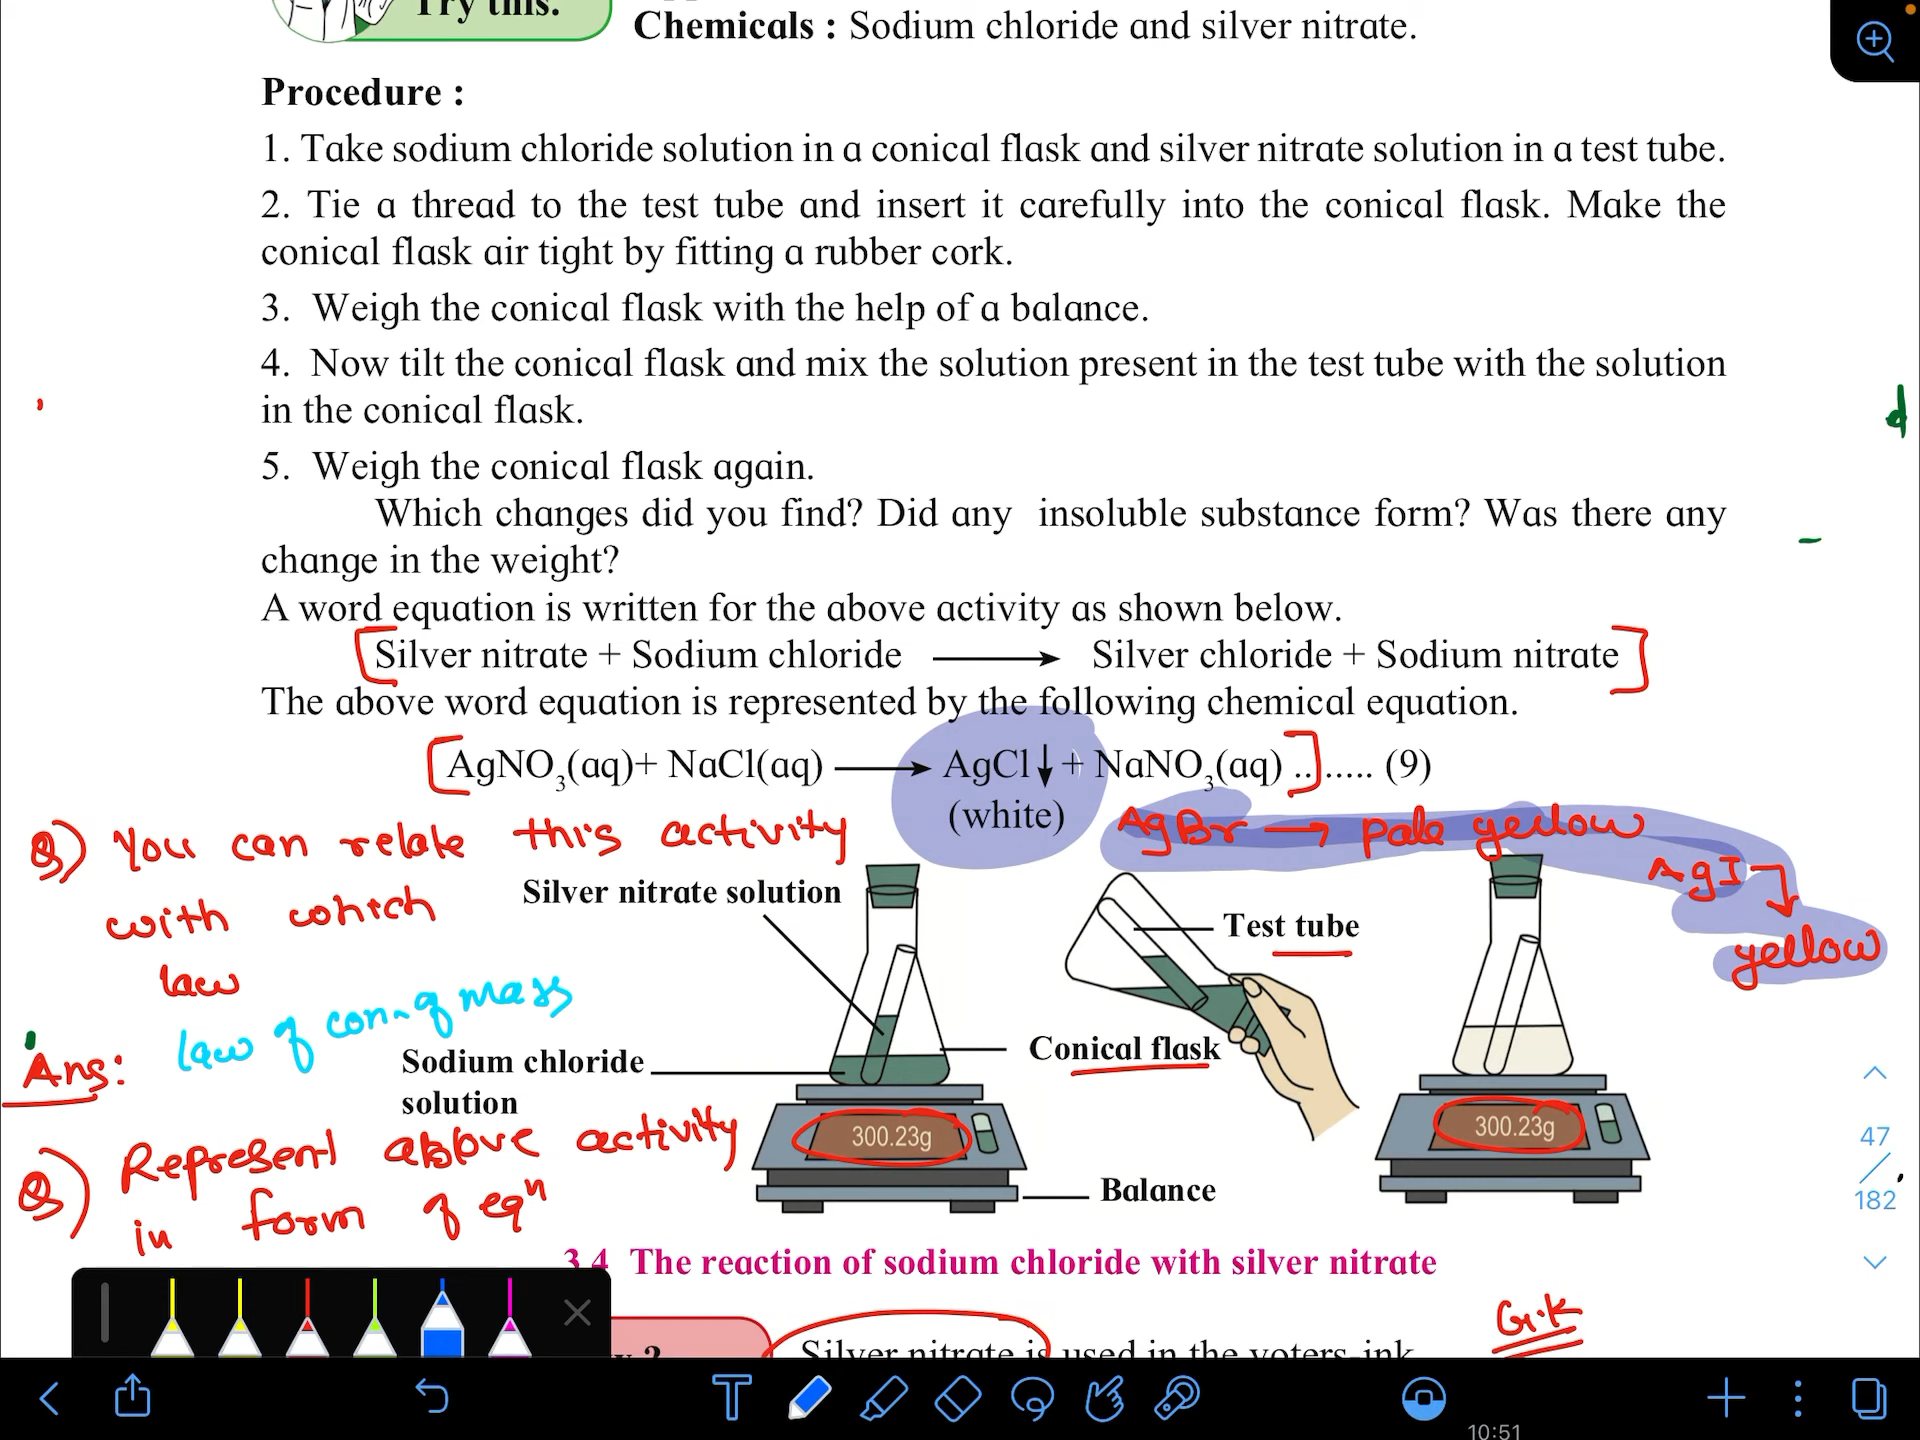 Try this.
Chemicals : Sodium chloride and silver nitrate.
Procedure :
1. Take sodium chloride solution in a conical flask and silver nitrate solution in a test tube.
2. Tie a thread to the test tube and insert it carefully into the conical flask. Make the
conical flask air tight by fitting a rubber cork.
3. Weigh the conical flask with the help of a balance.
4. Now tilt the conical flask and mix the solution present in the test tube with the solution
in the conical flask.
5. Weigh the conical flask again.
Which changes did you find? Did any insoluble substance form? Was there any
change in the weight?
A word equation is written for the above activity as shown below.
[Silver nitrate + Sodium chloride ⟶ Silver chloride + Sodium nitrate]
The above word equation is represented by the following chemical equation.
[AgNO₃(aq)+ NaCl(aq) ⟶ AgCl↓ + NaNO₃(aq) ..]..... (9)
(white)
AgBr → pale yellow
AgI
yellow
Q) You can relate this activity
with which
law
Ans: law of con. of mass
Q) Represent above activity
in form of eqⁿ
Silver nitrate solution
Test tube
Sodium chloride
solution
Conical flask
300.23g
300.23g
Balance
3.4 The reaction of sodium chloride with silver nitrate
G.K
Silver nitrate is used in the voters-ink
47
182
10:51